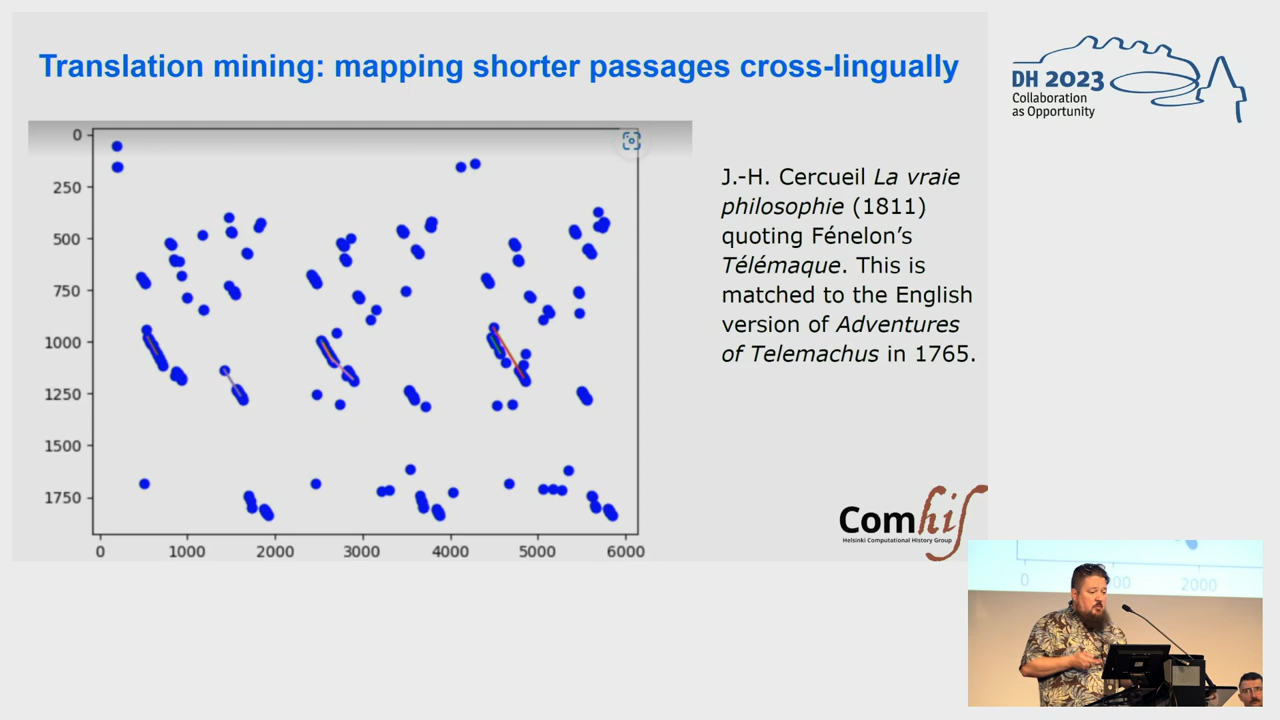 Translation mining: mapping shorter passages cross-lingually
DH 2023
Collaboration
as Opportunity
0
250
500
750
1000
1250
1500
1750
0
1000
2000
3000
4000
5000
6000
J.-H. Cercueil La vraie
philosophie (1811)
quoting Fénelon’s
Télémaque. This is
matched to the English
version of Adventures
of Telemachus in 1765.
Comhis
Helsinki Computational History Group
0
2000